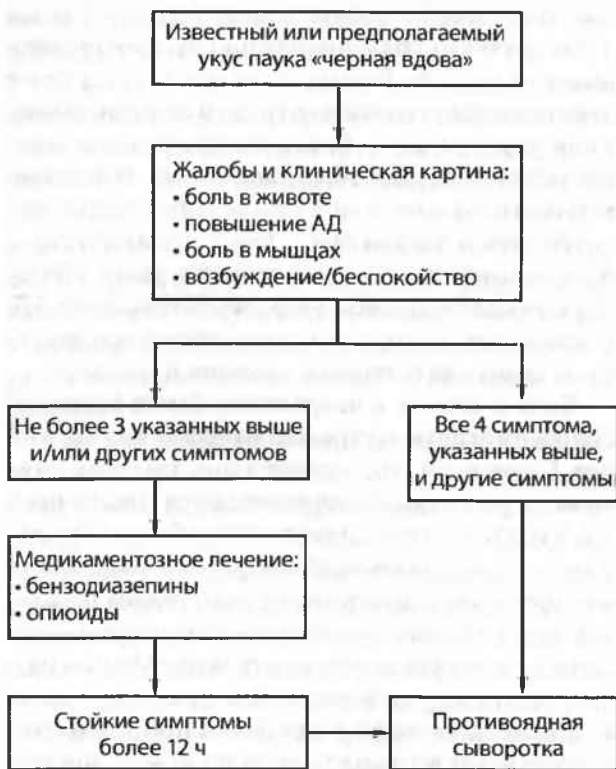 Известный или предполагаемый
укус паука «черная вдова»
Жалобы и клиническая картина:
• боль в животе
• повышение АД
• боль в мышцах
• возбуждение/беспокойство
Не более 3 указанных выше
и/или других симптомов
Все 4 симптома,
указанных выше,
и другие симптомы
Медикаментозное лечение:
• бензодиазепины
• опиоиды
Стойкие симптомы
более 12 ч
Противоядная
сыворотка